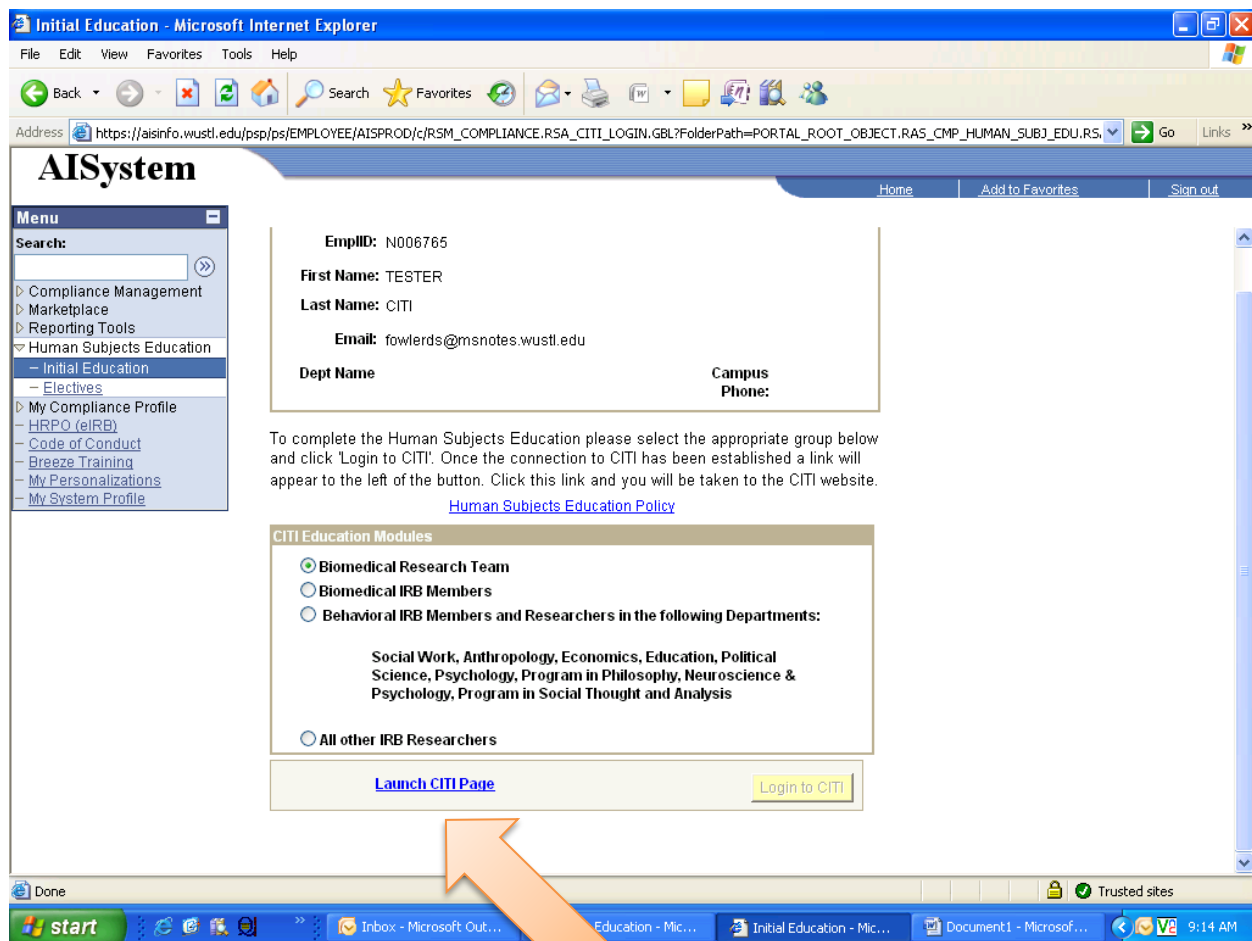 Initial Education - Microsoft Internet Explorer
File Edit View Favorites Tools Help
Back Search Favorites
Address https://aisinfo.wustl.edu/psp/ps/EMPLOYEE/AISPROD/c/RSM_COMPLIANCE.RSA_CITI_LOGIN.GBL?FolderPath=PORTAL_ROOT_OBJECT.RAS_CMP_HUMAN_SUBJ_EDU.RS. Go Links »
AISystem
Home Add to Favorites Sign out
Menu
Search:
Compliance Management
Marketplace
Reporting Tools
Human Subjects Education
– Initial Education
– Electives
My Compliance Profile
– HRPO (eIRB)
– Code of Conduct
– Breeze Training
– My Personalizations
– My System Profile
EmplID: N006765
First Name: TESTER
Last Name: CITI
Email: fowlerds@msnotes.wustl.edu
Dept Name Campus
Phone:
To complete the Human Subjects Education please select the appropriate group below
and click 'Login to CITI'. Once the connection to CITI has been established a link will
appear to the left of the button. Click this link and you will be taken to the CITI website.
Human Subjects Education Policy
CITI Education Modules
Biomedical Research Team
Biomedical IRB Members
Behavioral IRB Members and Researchers in the following Departments:
Social Work, Anthropology, Economics, Education, Political
Science, Psychology, Program in Philosophy, Neuroscience &
Psychology, Program in Social Thought and Analysis
All other IRB Researchers
Launch CITI Page Login to CITI
Done Trusted sites
start » Inbox - Microsoft Out... Education - Mic... Initial Education - Mic... Document1 - Microsof... 9:14 AM